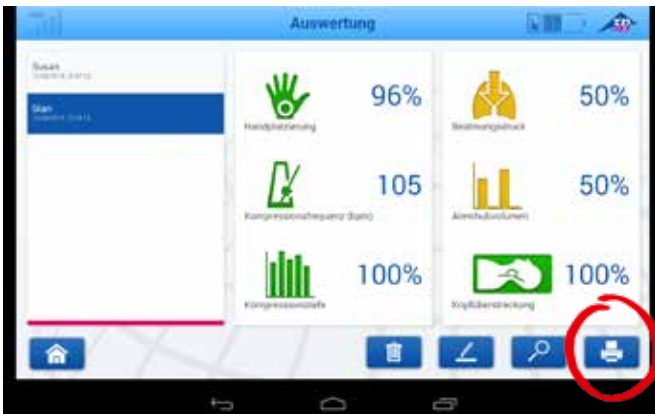 Auswertung
Susan
Stan
96%
Handplatzierung
50%
Beatmungsdruck
105
Kompressionsfrequenz (bpm)
50%
Atemhubvolumen
100%
Kompressionstiefe
100%
Kopfüberstreckung